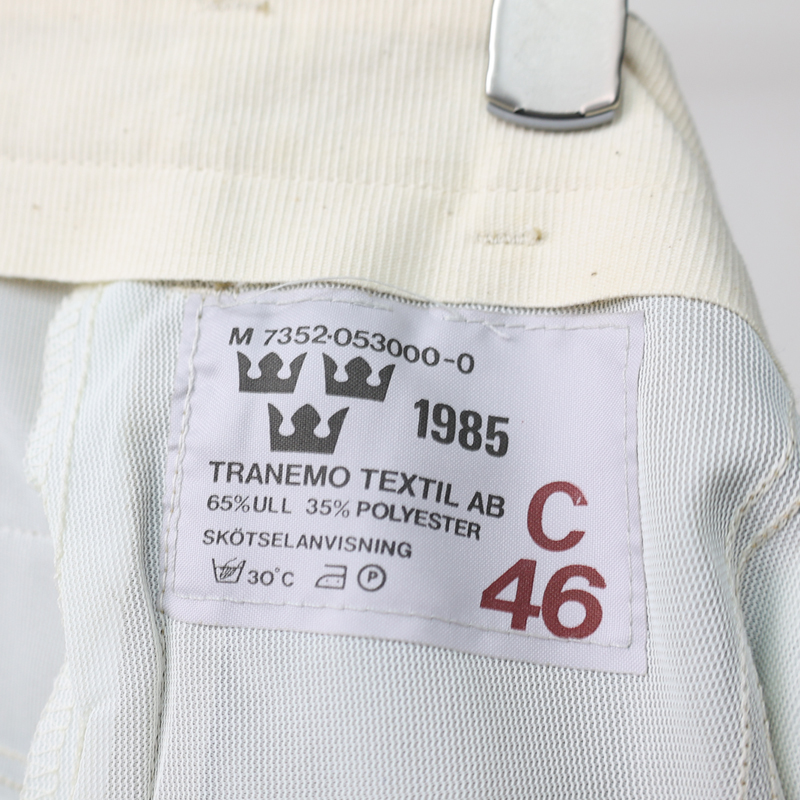 M 7352-053000-0
1985
TRANEMO TEXTIL AB
65%ULL 35% POLYESTER
C
SKÖTSELANVISNING
46
30°C P